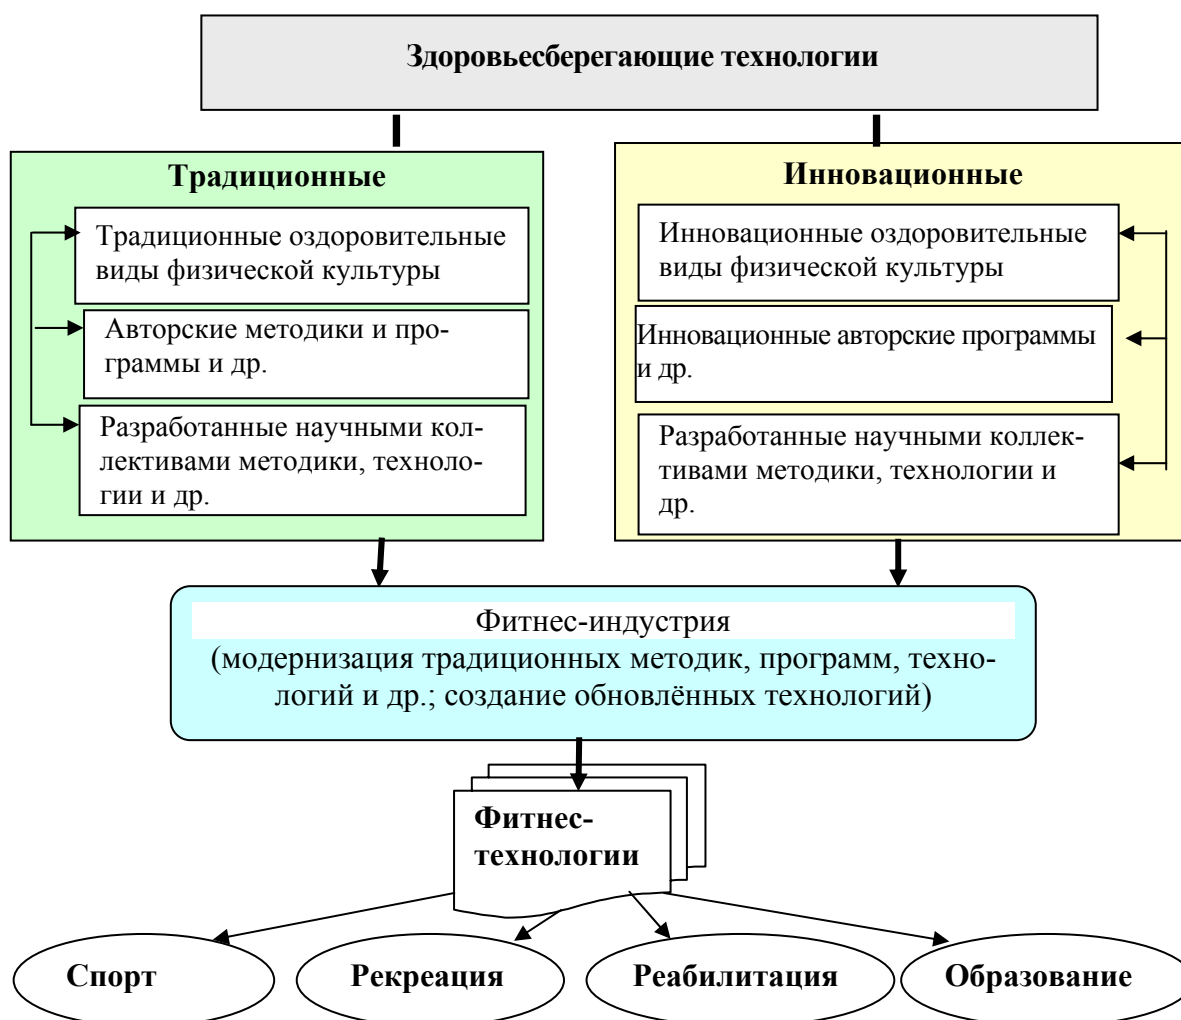 Здоровьесберегающие технологии
Традиционные
Традиционные оздоровительные
виды физической культуры
Авторские методики и про-
граммы и др.
Разработанные научными кол-
лективами методики, техноло-
гии и др.
Инновационные
Инновационные оздоровительные
виды физической культуры
Инновационные авторские программы
и др.
Разработанные научными коллек-
тивами методики, технологии и
др.
Фитнес-индустрия
(модернизация традиционных методик, программ, техно-
логий и др.; создание обновлённых технологий)
Фитнес-
технологии
Спорт
Рекреация
Реабилитация
Образование